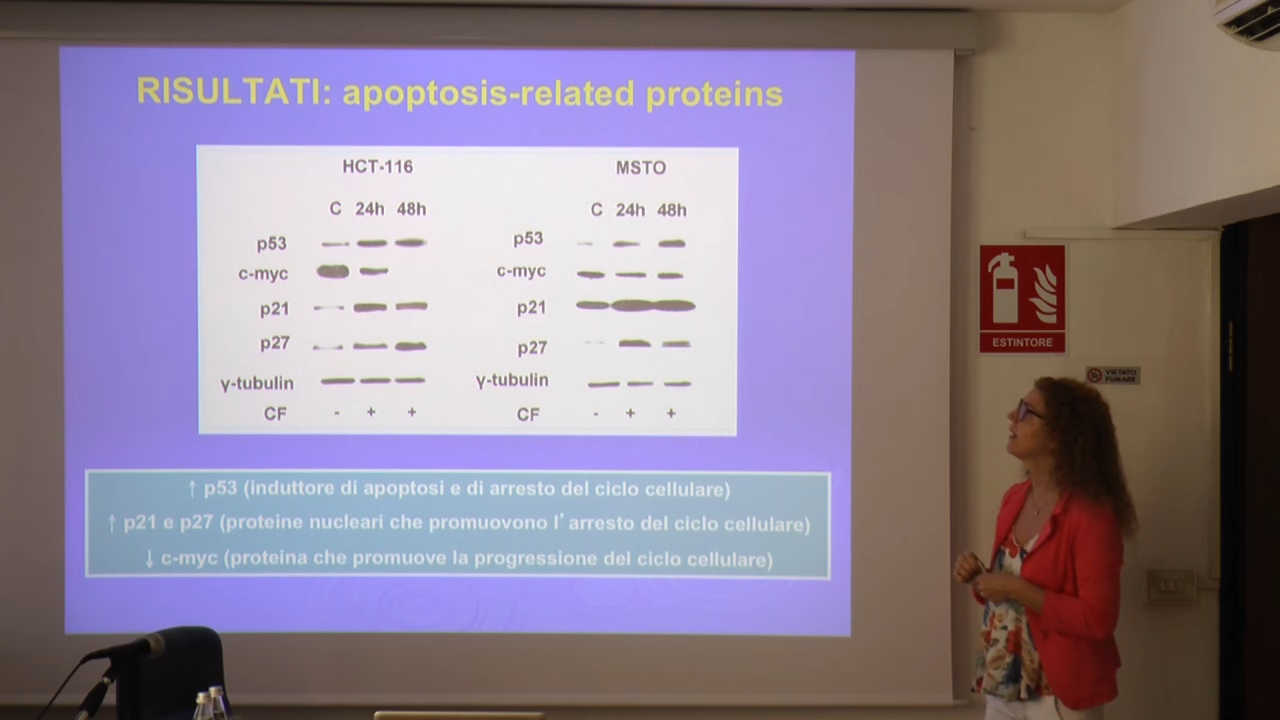 RISULTATI: apoptosis-related proteins
HCT-116
C 24h 48h
p53
c-myc
p21
p27
γ-tubulin
CF - + +
MSTO
C 24h 48h
p53
c-myc
p21
p27
γ-tubulin
CF - + +
↑ p53 (induttore di apoptosi e di arresto del ciclo cellulare)
↑ p21 e p27 (proteine nucleari che promuovono l’arresto del ciclo cellulare)
↓ c-myc (proteina che promuove la progressione del ciclo cellulare)
ESTINTORE
VIETATO
FUMARE